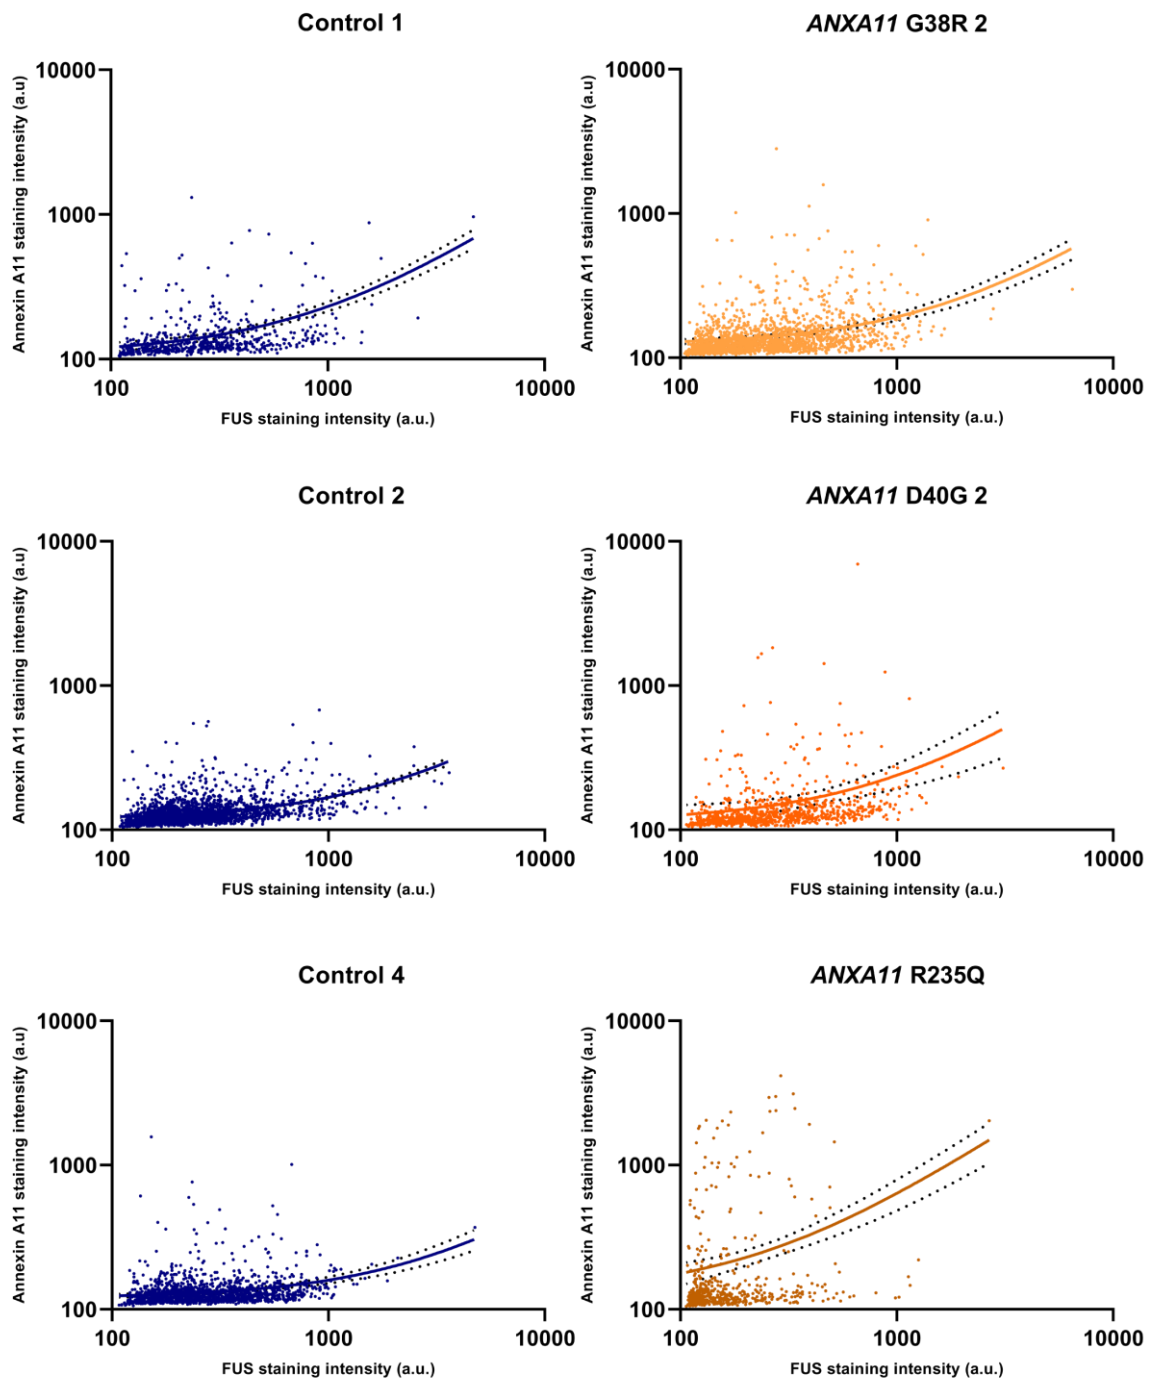 Control 1
ANXA11 G38R 2
Annexin A11 staining intensity (a.u)
10000
1000
100
100
1000
10000
FUS staining intensity (a.u.)
Annexin A11 staining intensity (a.u)
10000
1000
100
100
1000
10000
FUS staining intensity (a.u.)
Control 2
ANXA11 D40G 2
Annexin A11 staining intensity (a.u)
10000
1000
100
100
1000
10000
FUS staining intensity (a.u.)
Annexin A11 staining intensity (a.u)
10000
1000
100
100
1000
10000
FUS staining intensity (a.u.)
Control 4
ANXA11 R235Q
Annexin A11 staining intensity (a.u)
10000
1000
100
100
1000
10000
FUS staining intensity (a.u.)
Annexin A11 staining intensity (a.u)
10000
1000
100
100
1000
10000
FUS staining intensity (a.u.)